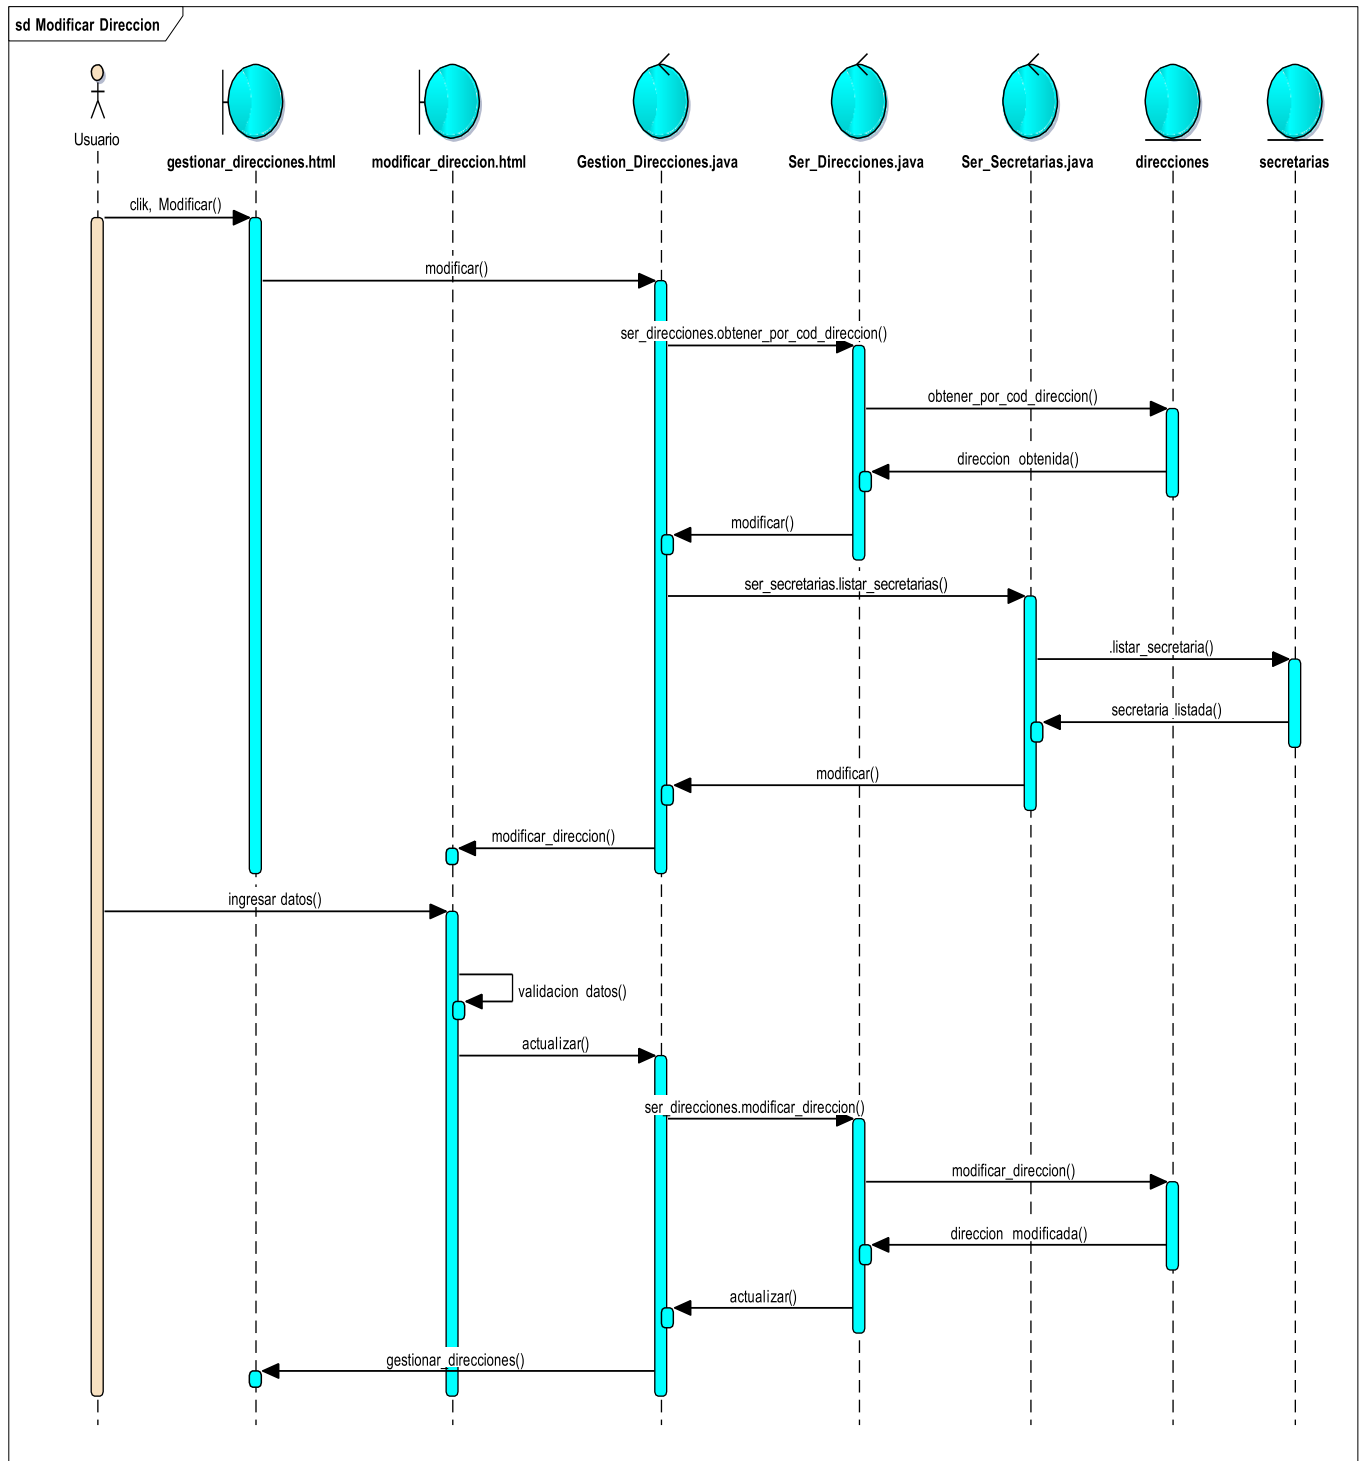 sd Modificar Direccion
Usuario
gestionar_direcciones.html
modificar_direccion.html
Gestion_Direcciones.java
Ser_Direcciones.java
Ser_Secretarias.java
direcciones
secretarias
clik, Modificar()
modificar()
ser_direcciones.obtener_por_cod_direccion()
obtener_por_cod_direccion()
direccion obtenida()
modificar()
ser_secretarias.listar_secretarias()
.listar_secretaria()
secretaria listada()
modificar()
modificar_direccion()
ingresar datos()
validacion datos()
actualizar()
ser_direcciones.modificar_direccion()
modificar_direccion()
direccion modificada()
actualizar()
gestionar_direcciones()